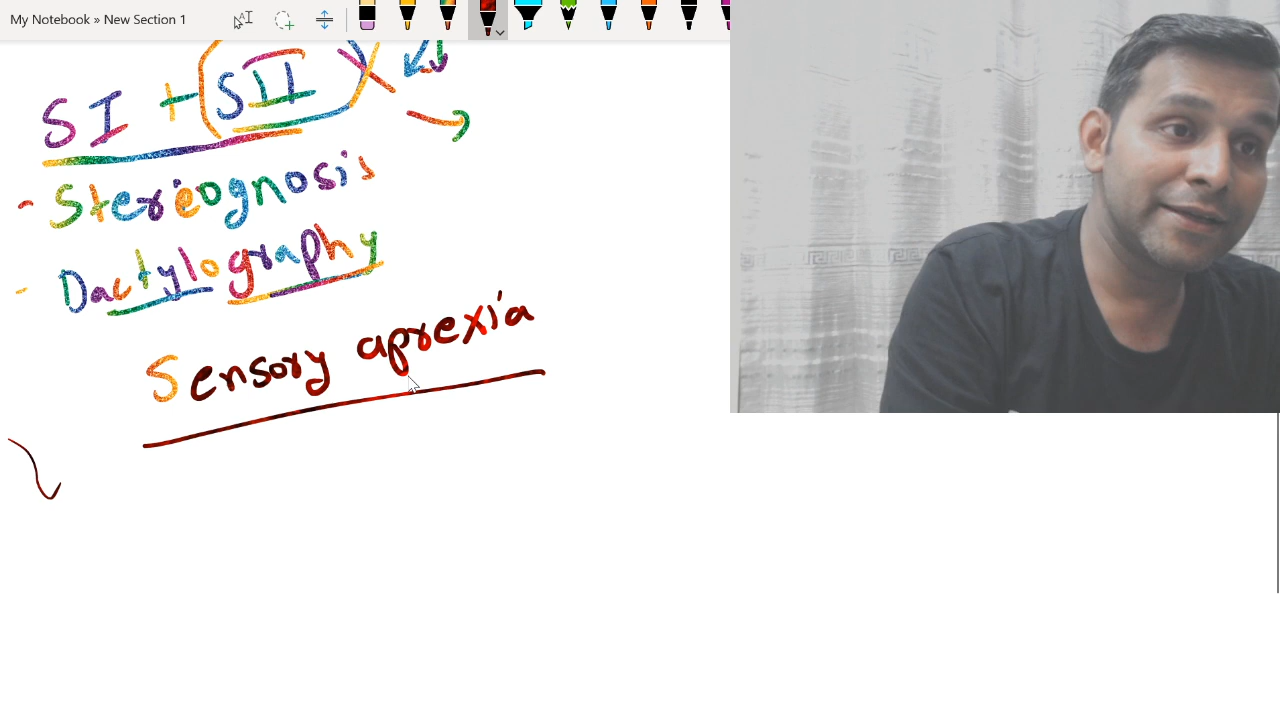 My Notebook » New Section 1
SI + (SII)
- Stereognosis
- Dactylography
Sensory aprexia